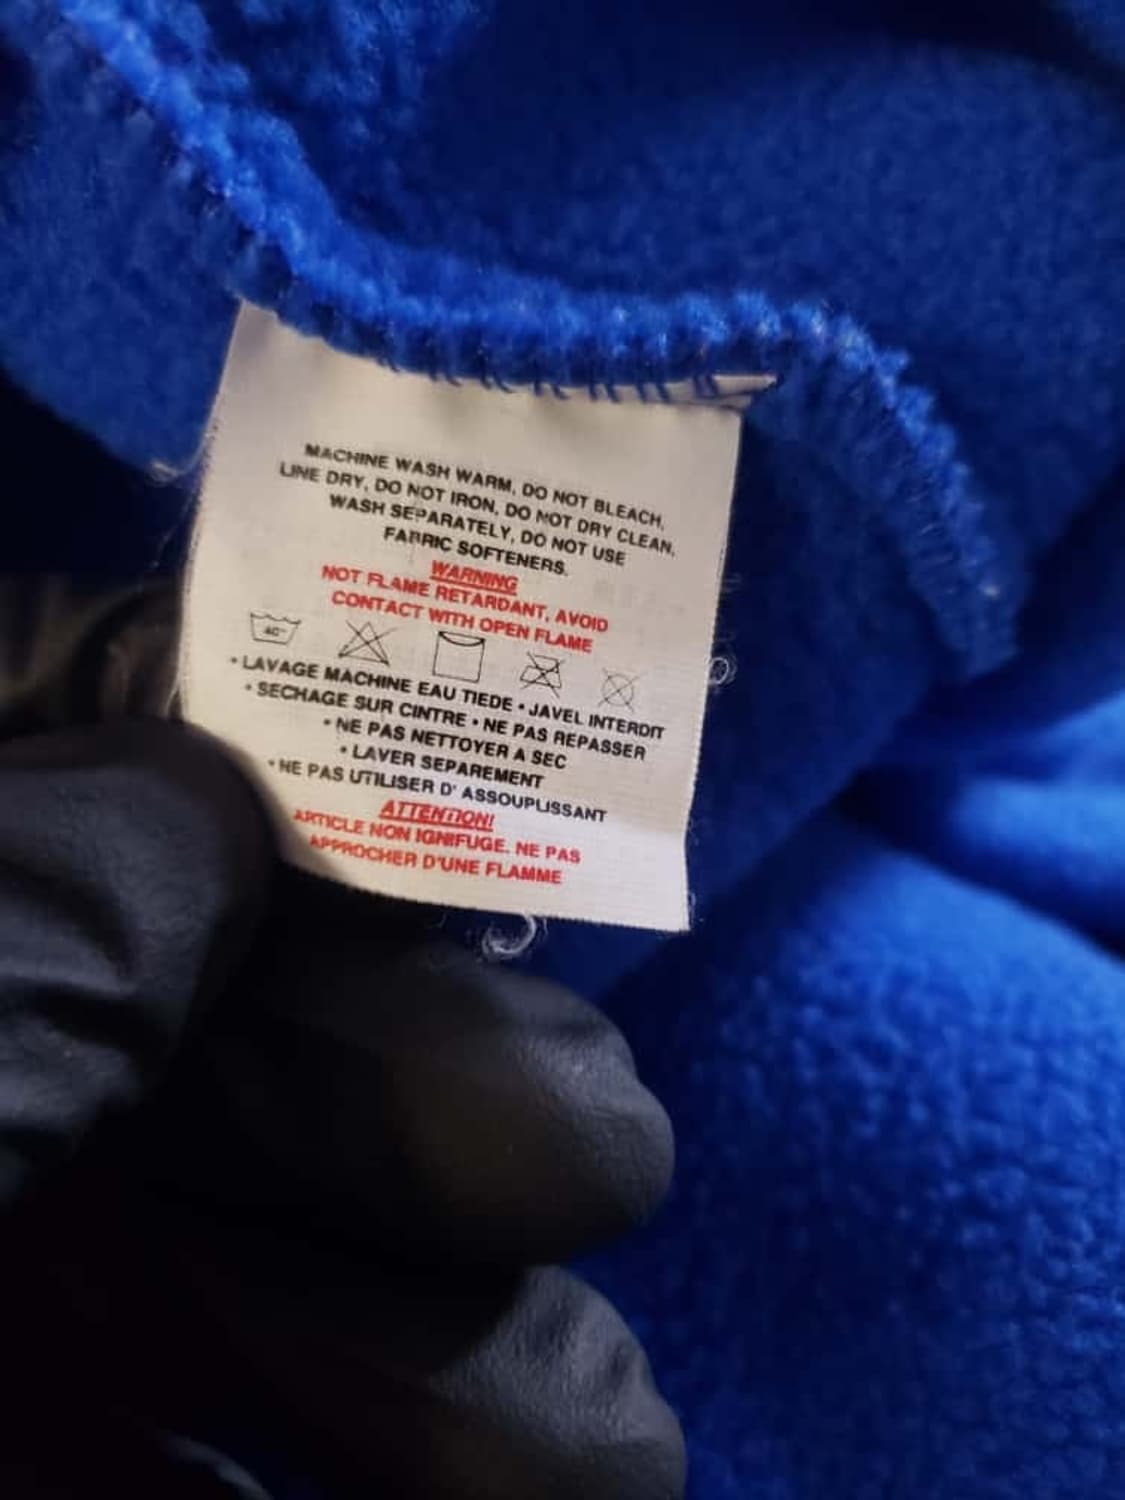 MACHINE WASH WARM, DO NOT BLEACH,
LINE DRY, DO NOT IRON, DO NOT DRY CLEAN,
WASH SEPARATELY, DO NOT USE
FABRIC SOFTENERS.
WARNING
NOT FLAME RETARDANT, AVOID
CONTACT WITH OPEN FLAME
40°
• LAVAGE MACHINE EAU TIEDE • JAVEL INTERDIT
• SECHAGE SUR CINTRE • NE PAS REPASSER
• NE PAS NETTOYER A SEC
• LAVER SEPAREMENT
• NE PAS UTILISER D' ASSOUPLISSANT
ATTENTION!
ARTICLE NON IGNIFUGE. NE PAS
APPROCHER D'UNE FLAMME